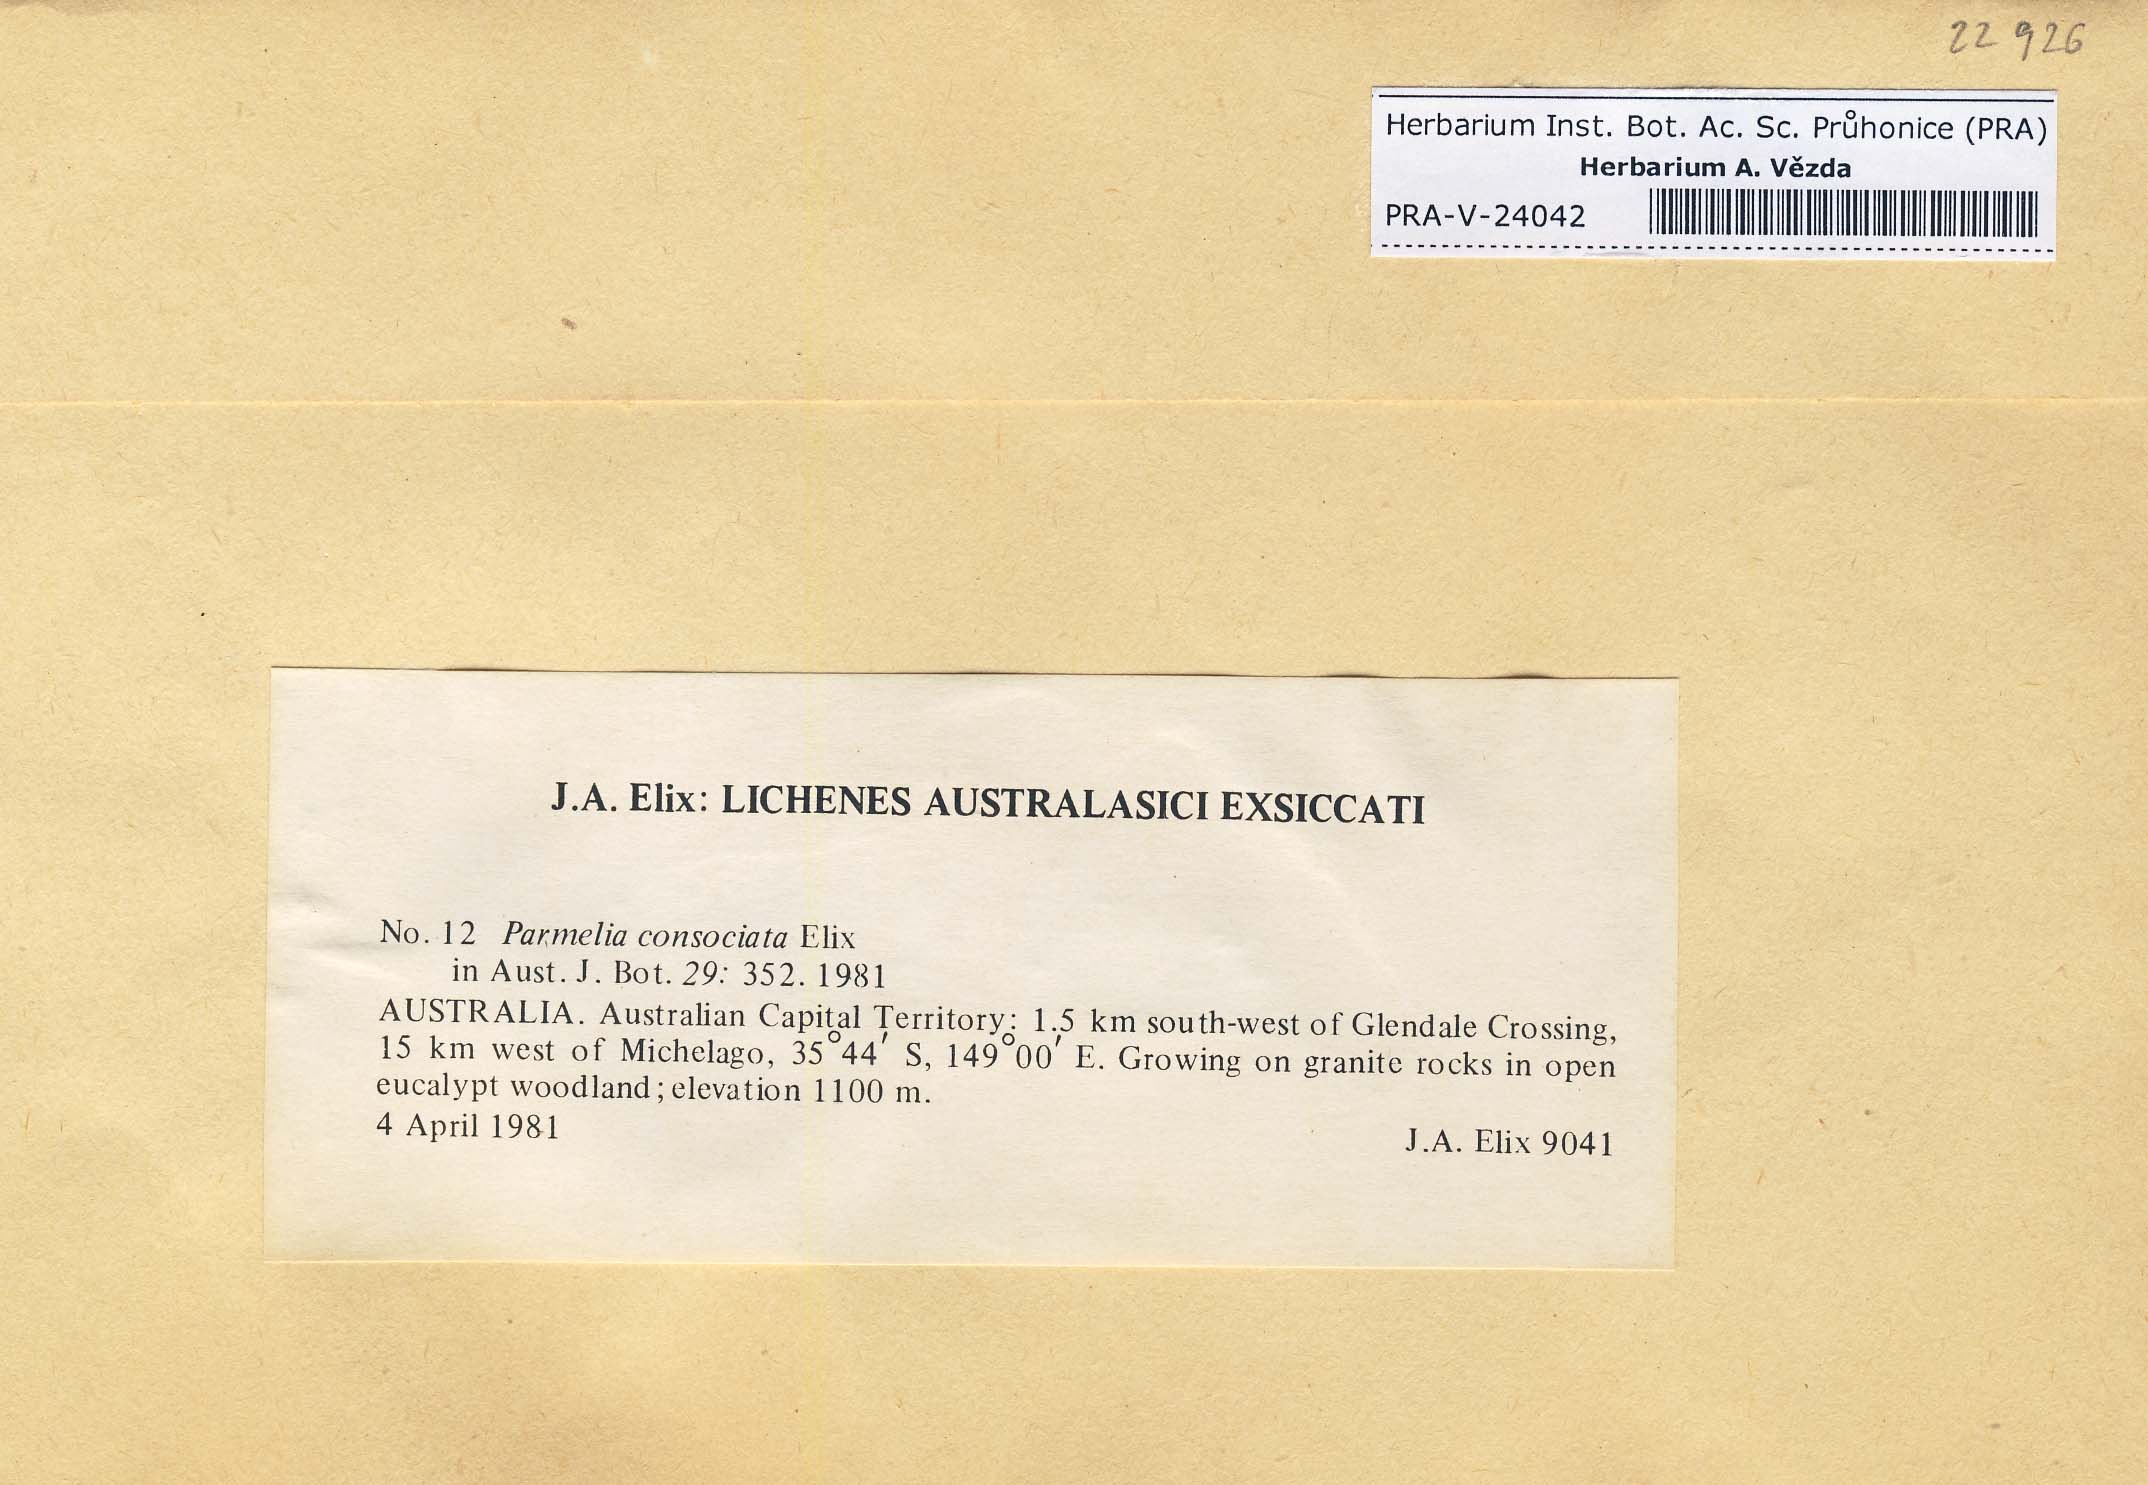 22 926
Herbarium Inst. Bot. Ac. Sc. Průhonice (PRA)
Herbarium A. Vězda
PRA-V-24042
J.A. Elix: LICHENES AUSTRALASICI EXSICCATI
No. 12 Parmelia consociata Elix
in Aust. J. Bot. 29: 352. 1981
AUSTRALIA. Australian Capital Territory: 1.5 km south-west of Glendale Crossing,
15 km west of Michelago, 35°44′ S, 149°00′ E. Growing on granite rocks in open
eucalypt woodland; elevation 1100 m.
4 April 1981
J.A. Elix 9041